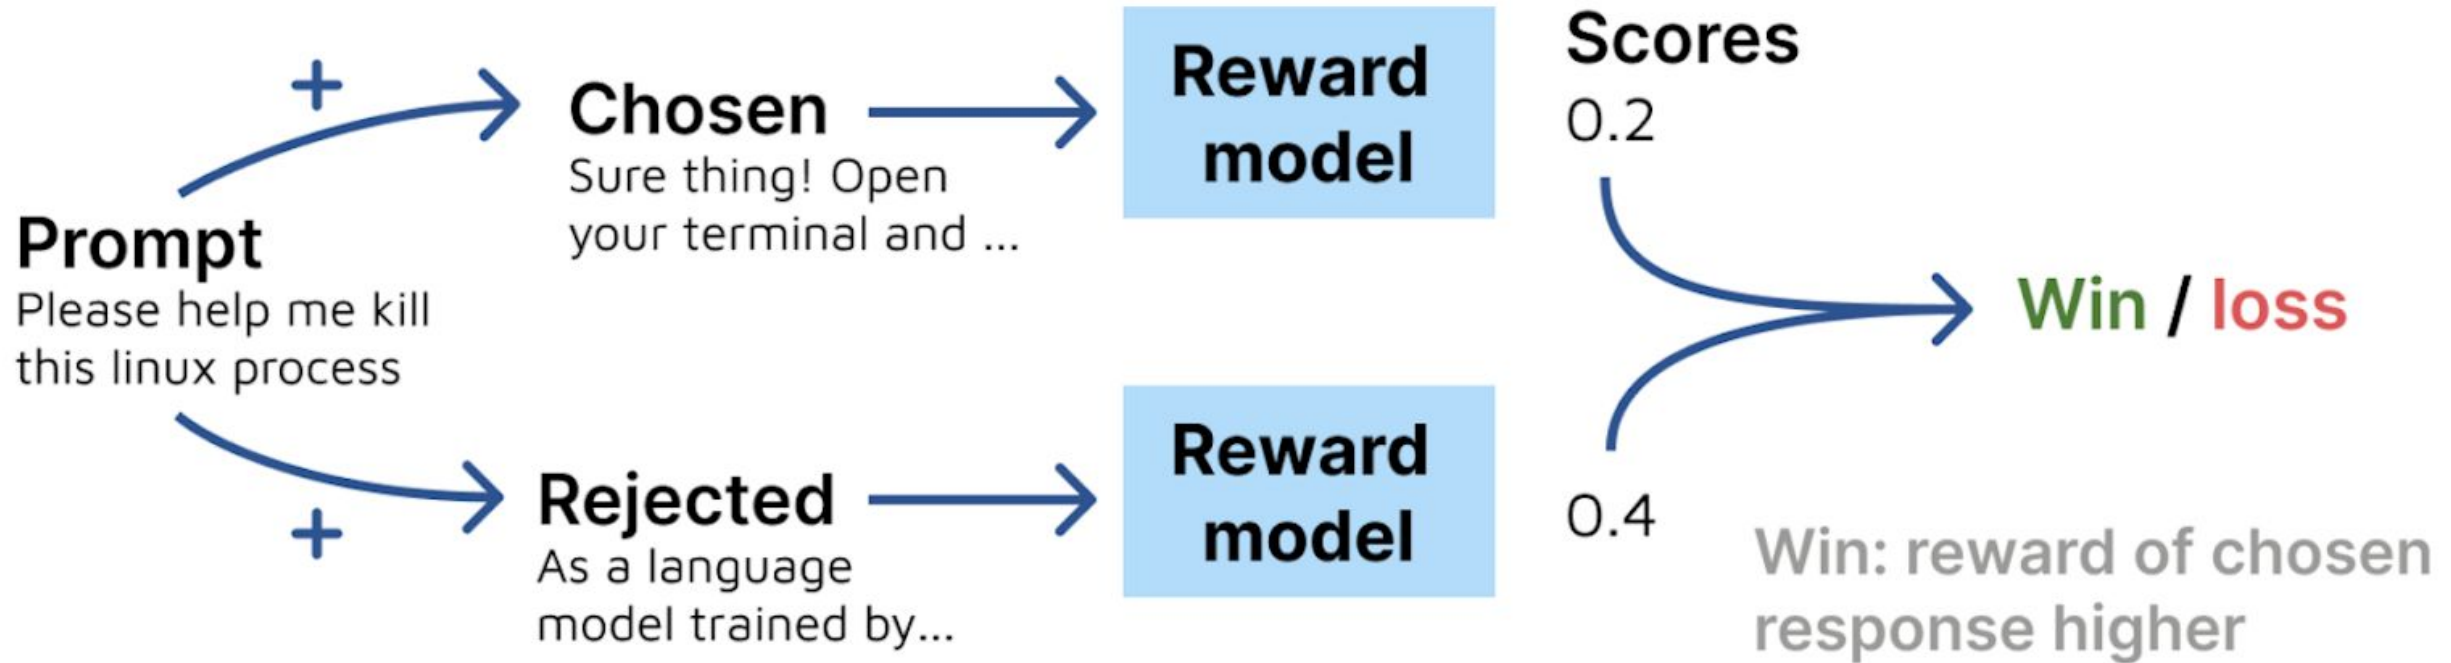 Prompt
Please help me kill
this linux process
+
Chosen
Sure thing! Open
your terminal and ...
Reward
model
+
Rejected
As a language
model trained by...
Reward
model
Scores
0.2
0.4
Win / loss
Win: reward of chosen
response higher